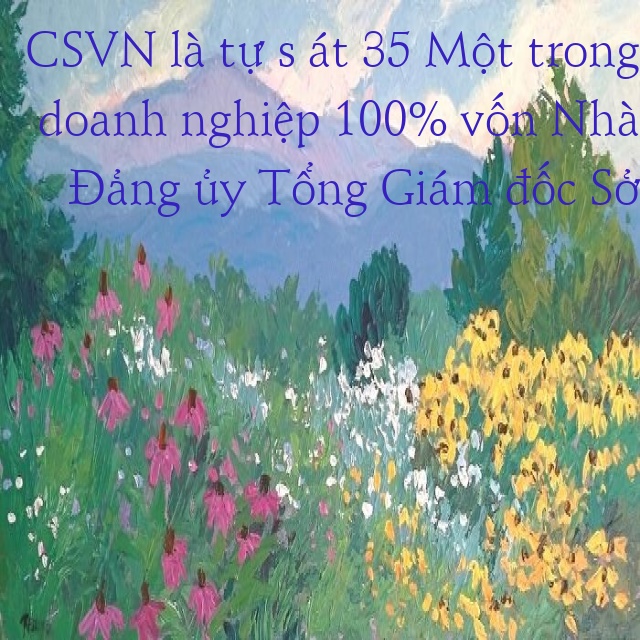 CSVN là tự s át 35 Một trong
doanh nghiệp 100% vốn Nhà
Đảng ủy Tổng Giám đốc Sở